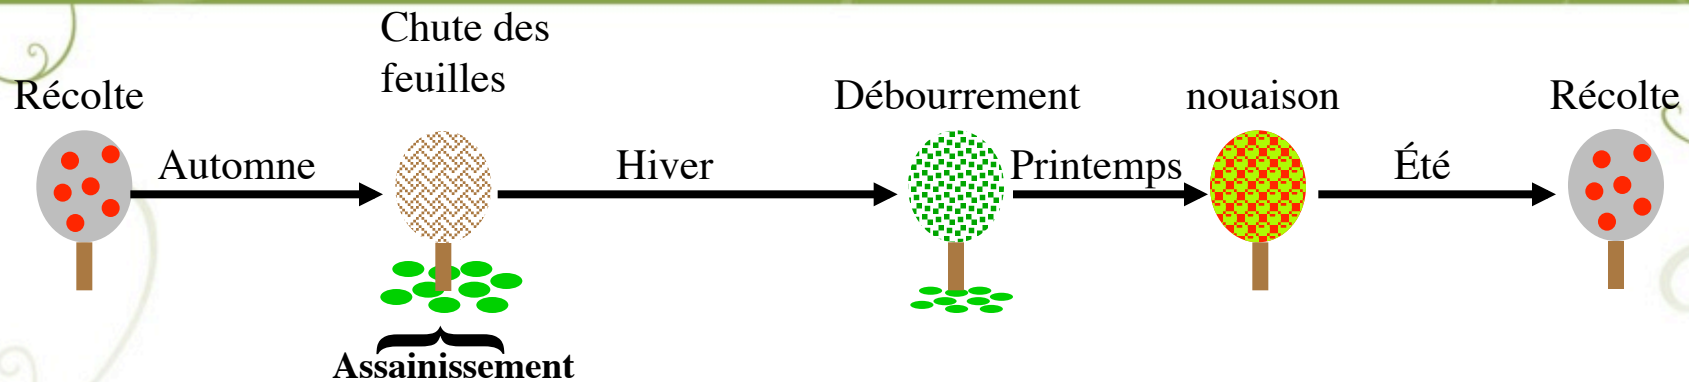 Chute des
feuilles
Récolte
Débourrement
nouaison
Récolte
Automne
Hiver
Printemps
Été
Assainissement